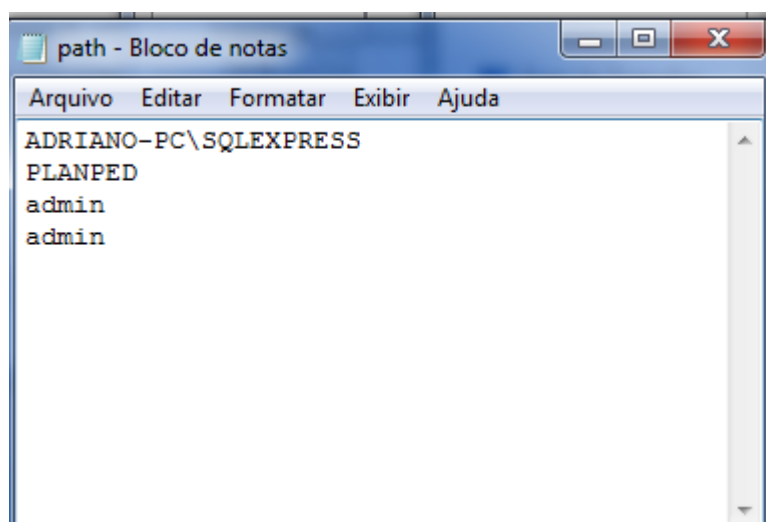 path - Bloco de notas
Arquivo Editar Formatar Exibir Ajuda
ADRIANO-PC\SQLEXPRESS
PLANPED
admin
admin